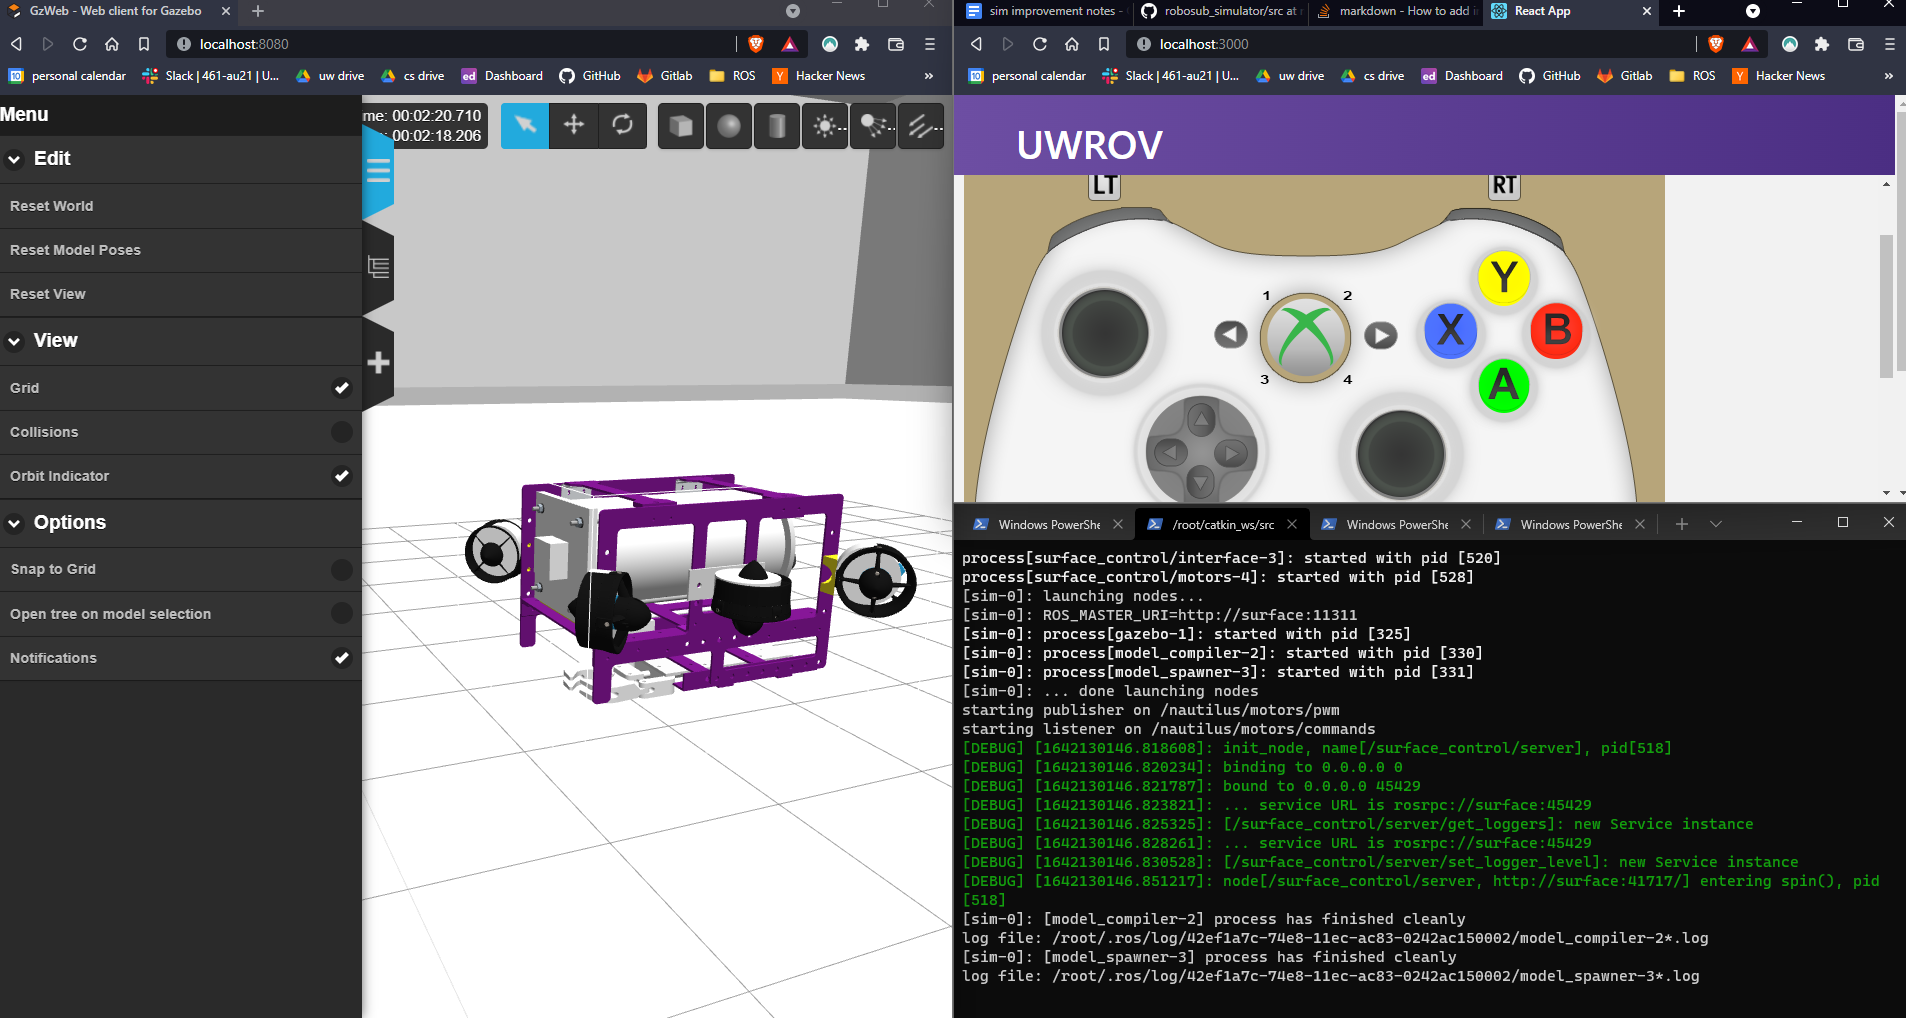 GzWeb - Web client for Gazebo
localhost:8080
personal calendar
Slack | 461-au21 | U...
uw drive
cs drive
ed
Dashboard
GitHub
Gitlab
ROS
Y
Hacker News
»
Menu
Edit
Reset World
Reset Model Poses
Reset View
View
Grid
Collisions
Orbit Indicator
Options
Snap to Grid
Open tree on model selection
Notifications
me: 00:02:20.710
00:02:18.206
sim improvement notes -
robosub_simulator/src at
markdown - How to add
React App
localhost:3000
personal calendar
Slack | 461-au21 | U...
uw drive
cs drive
ed
Dashboard
GitHub
Gitlab
ROS
Y
Hacker News
»
UWROV
LT
RT
1
2
3
4
Y
X
B
A
Windows PowerShe
/root/catkin_ws/src
Windows PowerShe
Windows PowerShe
process[surface_control/interface-3]: started with pid [520]
process[surface_control/motors-4]: started with pid [528]
[sim-0]: launching nodes...
[sim-0]: ROS_MASTER_URI=http://surface:11311
[sim-0]: process[gazebo-1]: started with pid [325]
[sim-0]: process[model_compiler-2]: started with pid [330]
[sim-0]: process[model_spawner-3]: started with pid [331]
[sim-0]: ... done launching nodes
starting publisher on /nautilus/motors/pwm
starting listener on /nautilus/motors/commands
[DEBUG] [1642130146.818608]: init_node, name[/surface_control/server], pid[518]
[DEBUG] [1642130146.820234]: binding to 0.0.0.0 0
[DEBUG] [1642130146.821787]: bound to 0.0.0.0 45429
[DEBUG] [1642130146.823821]: ... service URL is rosrpc://surface:45429
[DEBUG] [1642130146.825325]: [/surface_control/server/get_loggers]: new Service instance
[DEBUG] [1642130146.828261]: ... service URL is rosrpc://surface:45429
[DEBUG] [1642130146.830528]: [/surface_control/server/set_logger_level]: new Service instance
[DEBUG] [1642130146.851217]: node[/surface_control/server, http://surface:41717/] entering spin(), pid
[518]
[sim-0]: [model_compiler-2] process has finished cleanly
log file: /root/.ros/log/42ef1a7c-74e8-11ec-ac83-0242ac150002/model_compiler-2*.log
[sim-0]: [model_spawner-3] process has finished cleanly
log file: /root/.ros/log/42ef1a7c-74e8-11ec-ac83-0242ac150002/model_spawner-3*.log